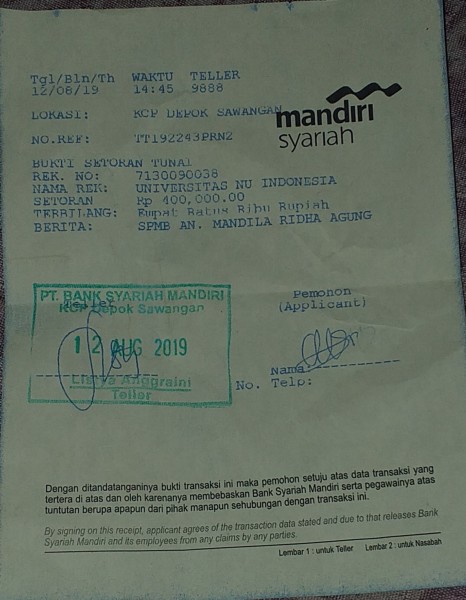 Tgl/Bln/Th WAKTU TELLER
12/08/19 14:45 9888
LOKASI: KCP DEPOK SAWANGAN
mandiri
syariah
NO.REF: TT192243PRN2
BUKTI SETORAN TUNAI
REK. NO: 7130090038
NAMA REK: UNIVERSITAS NU INDONESIA
SETORAN Rp 400,000.00
TERBILANG: Empat Ratus Ribu Rupiah
BERITA: SPMB AN. MANDILA RIDHA AGUNG
PT. BANK SYARIAH MANDIRI
KCP Depok Sawangan
12 AUG 2019
Anggraini
Teller
Pemohon
(Applicant)
Nama:
No. Telp:
Dengan ditandatanganinya bukti transaksi ini maka pemohon setuju atas data transaksi yang
tertera di atas dan oleh karenanya membebaskan Bank Syariah Mandiri serta pegawainya atas
tuntutan berupa apapun dari pihak manapun sehubungan dengan transaksi ini.
By signing on this receipt, applicant agrees of the transaction data stated and due to that releases Bank
Syariah Mandiri and its employees from any claims by any parties.
Lembar 1 : untuk Teller Lembar 2 : untuk Nasabah